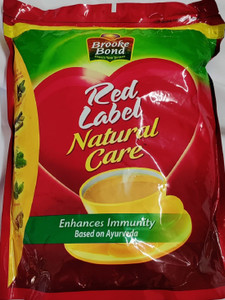 Brooke
Bond
Red
Label
Natural
Care
Enhances Immunity
Based on Ayurveda